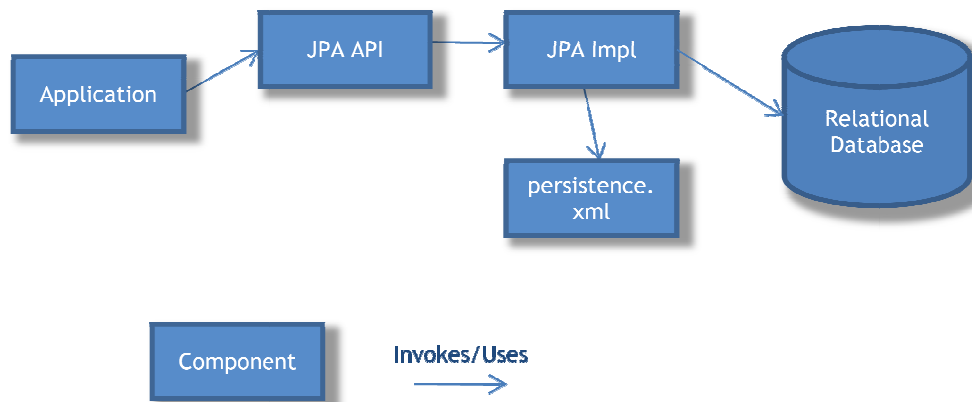 JPA API
JPA Impl
Application
Relational
Database
persistence.
xml
Component
Invokes/Uses